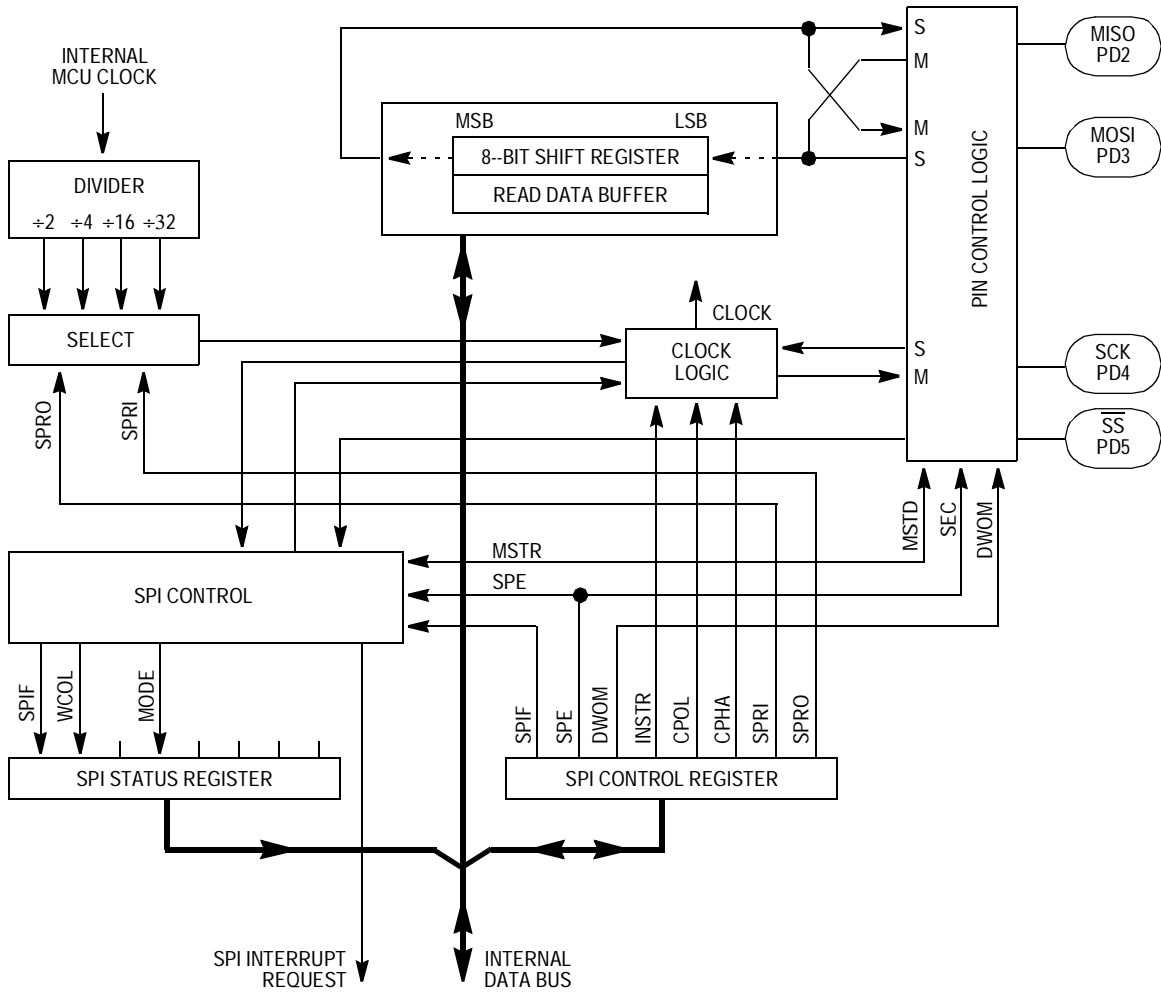 INTERNAL
MCU CLOCK
DIVIDER
÷2 ÷4 ÷16 ÷32
SELECT
SPRO
SPRI
MSB LSB
8--BIT SHIFT REGISTER
READ DATA BUFFER
CLOCK
CLOCK
LOGIC
S
M
M
S
S
M
PIN CONTROL LOGIC
MISO
PD2
MOSI
PD3
SCK
PD4
SS
PD5
MSTD
SEC
DWOM
MSTR
SPE
SPI CONTROL
SPIF
WCOL
MODE
SPI STATUS REGISTER
SPIF
SPE
DWOM
INSTR
CPOL
CPHA
SPRI
SPRO
SPI CONTROL REGISTER
SPI INTERRUPT
REQUEST
INTERNAL
DATA BUS